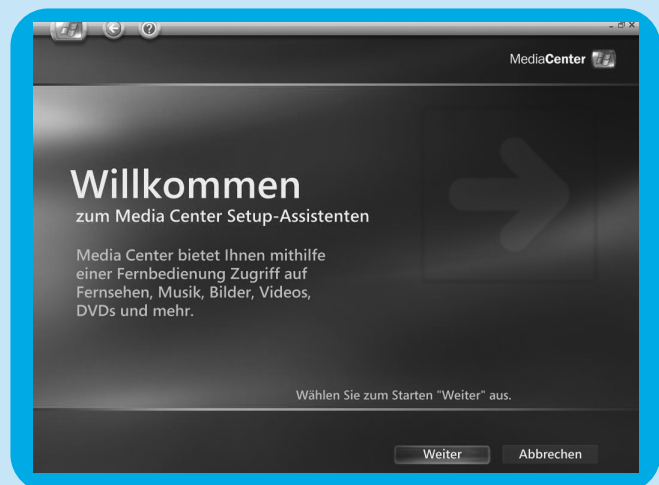 MediaCenter
Willkommen
zum Media Center Setup-Assistenten
Media Center bietet Ihnen mithilfe
einer Fernbedienung Zugriff auf
Fernsehen, Musik, Bilder, Videos,
DVDs und mehr.
Wählen Sie zum Starten "Weiter" aus.
Weiter Abbrechen